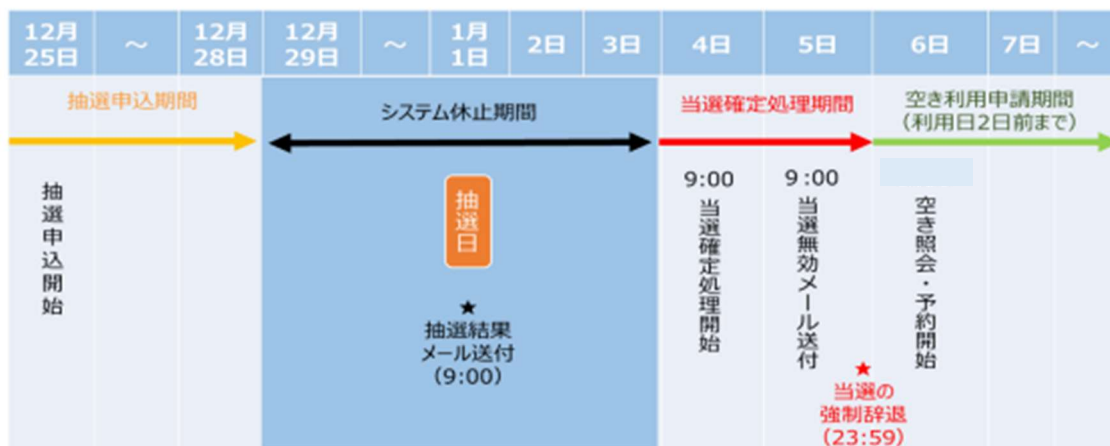 12月
25日
～
12月
28日
12月
29日
～
1月
1日
2日
3日
4日
5日
6日
7日
～
抽選申込期間
システム休止期間
当選確定処理期間
空き利用申請期間
(利用日2日前まで)
抽選申込開始
抽選日
★
抽選結果
メール送付
(9:00)
9:00
当選確定処理開始
9:00
当選無効メール送付
★
当選の
強制辞退
(23:59)
空き照会・予約開始